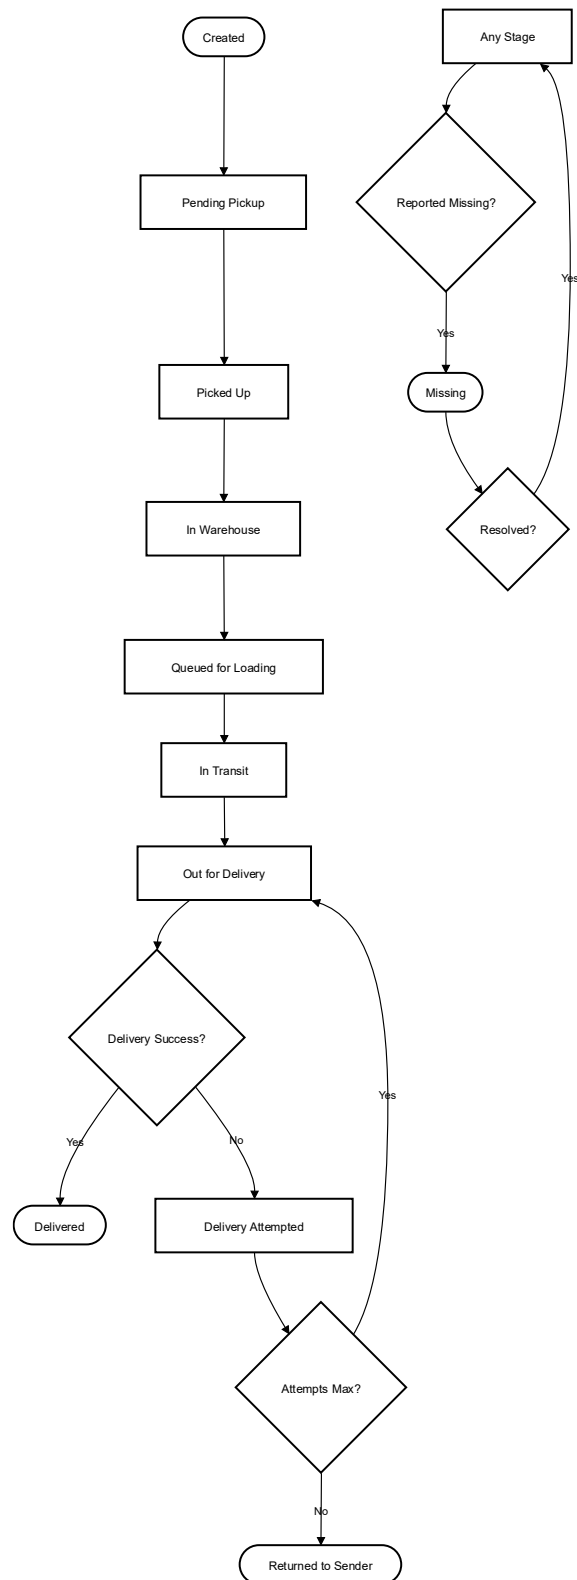 Created
Any Stage
Pending Pickup
Reported Missing?
Yes
Yes
Picked Up
Missing
In Warehouse
Resolved?
Queued for Loading
In Transit
Out for Delivery
Delivery Success?
Yes
Yes
No
Delivered
Delivery Attempted
Attempts Max?
No
Returned to Sender